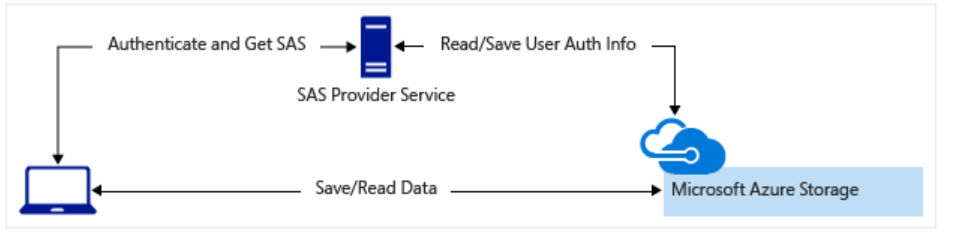 Authenticate and Get SAS
Read/Save User Auth Info
SAS Provider Service
Save/Read Data
Microsoft Azure Storage